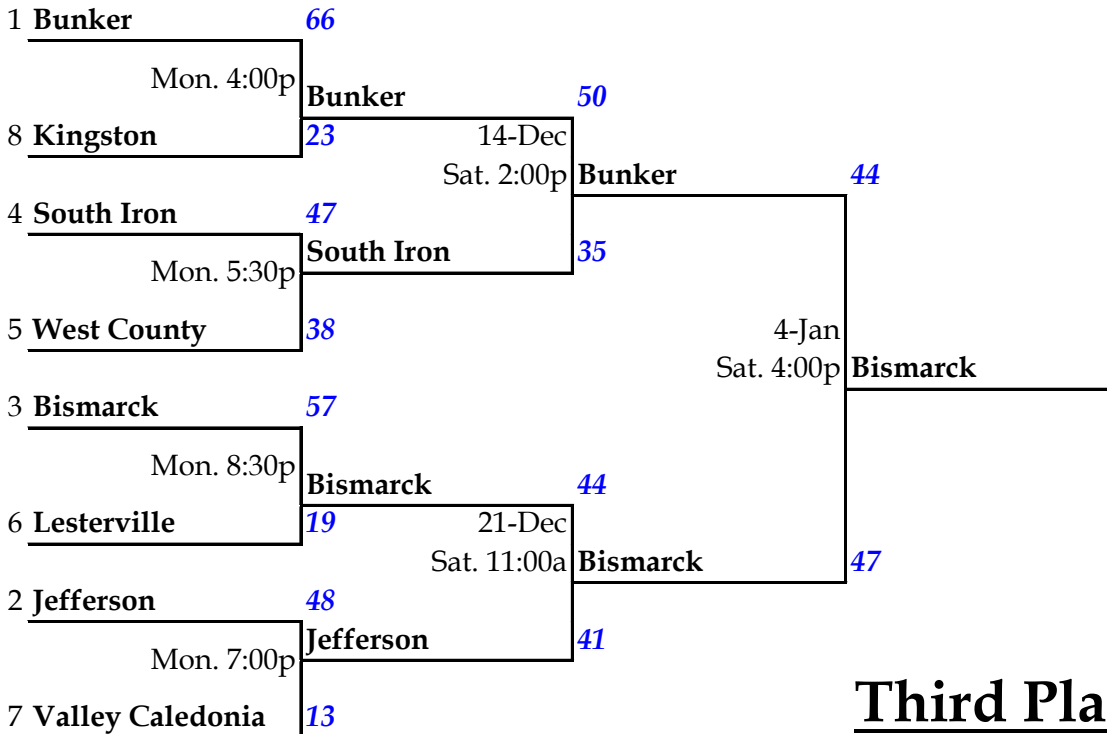 1 Bunker 66
Mon. 4:00p
Bunker 50
8 Kingston 23
14-Dec
Sat. 2:00p
Bunker 44
4 South Iron 47
South Iron 35
Mon. 5:30p
5 West County 38
4-Jan
Sat. 4:00p
Bismarck
3 Bismarck 57
Mon. 8:30p
Bismarck 44
6 Lesterville 19
21-Dec
Sat. 11:00a
Bismarck 47
2 Jefferson 48
Jefferson 41
Mon. 7:00p
7 Valley Caledonia 13
Third Pla